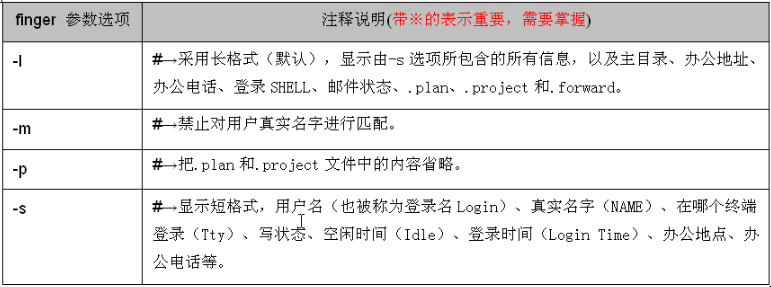 finger 参数选项 注释说明(带※的表示重要，需要掌握)
-l #→采用长格式（默认），显示由-s 选项所包含的所有信息，以及主目录、办公地址、
办公电话、登录 SHELL、邮件状态、.plan、.project 和.forward。
-m #→禁止对用户真实名字进行匹配。
-p #→把.plan 和.project 文件中的内容省略。
-s #→显示短格式，用户名（也被称为登录名 Login）、真实名字（NAME）、在哪个终端
登录（Tty）、写状态、空闲时间（Idle）、登录时间（Login Time）、办公地点、办
公电话等。